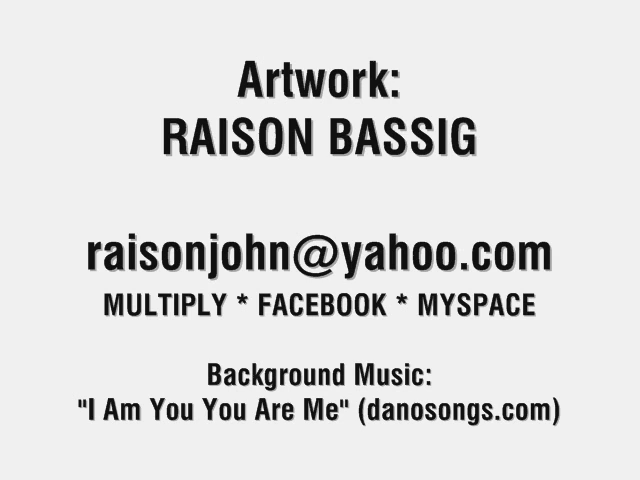 Artwork:
RAISON BASSIG
raisonjohn@yahoo.com
MULTIPLY * FACEBOOK * MYSPACE
Background Music:
"I Am You You Are Me" (danosongs.com)